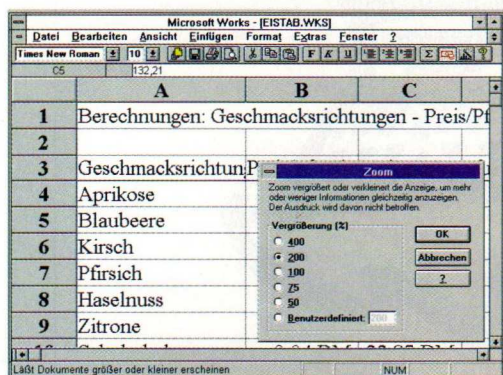 Microsoft Works - [EISTAB.WKS]
Datei Bearbeiten Ansicht Einfügen Format Extras Fenster ?
Times New Roman 10 F K U Σ ?
C5 132,21
A B C
1 Berechnungen: Geschmacksrichtungen - Preis/Pf
2
3 Geschmacksrichtun
4 Aprikose
5 Blaubeere
6 Kirsch
7 Pfirsich
8 Haselnuss
9 Zitrone
Zoom
Zoom vergrößert oder verkleinert die Anzeige, um mehr
oder weniger Informationen gleichzeitig anzuzeigen.
Der Ausdruck wird davon nicht betroffen.
Vergrößerung (%)
400
200
100
75
50
Benutzerdefiniert: 200
OK
Abbrechen
?
Läßt Dokumente größer oder kleiner erscheinen NUM